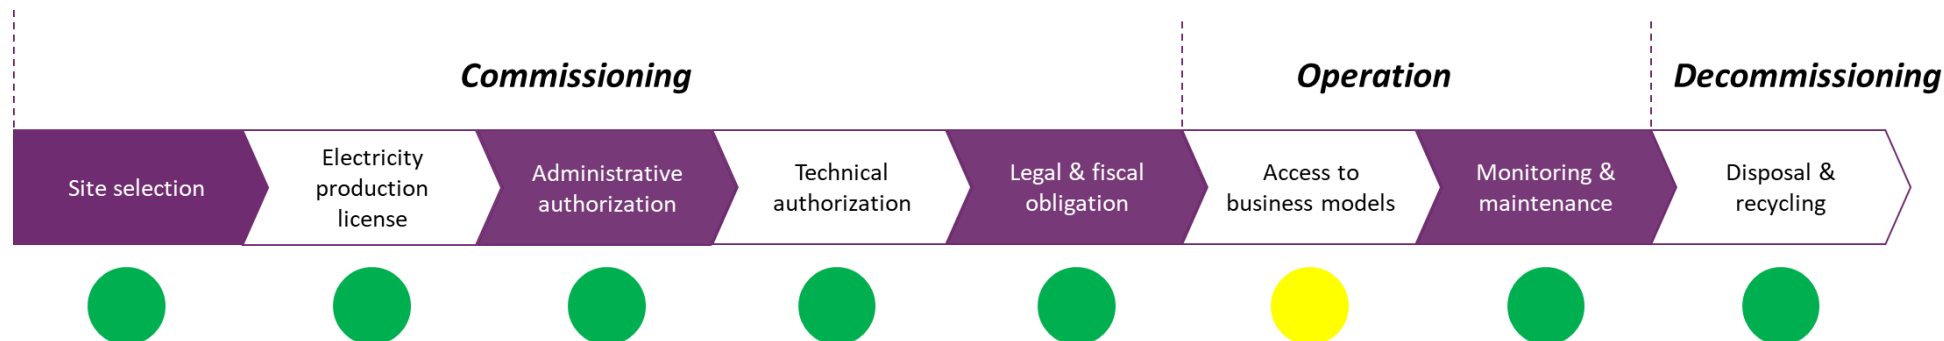 Commissioning
Operation
Decommissioning
Site selection
Electricity
production
license
Administrative
authorization
Technical
authorization
Legal & fiscal
obligation
Access to
business models
Monitoring &
maintenance
Disposal &
recycling